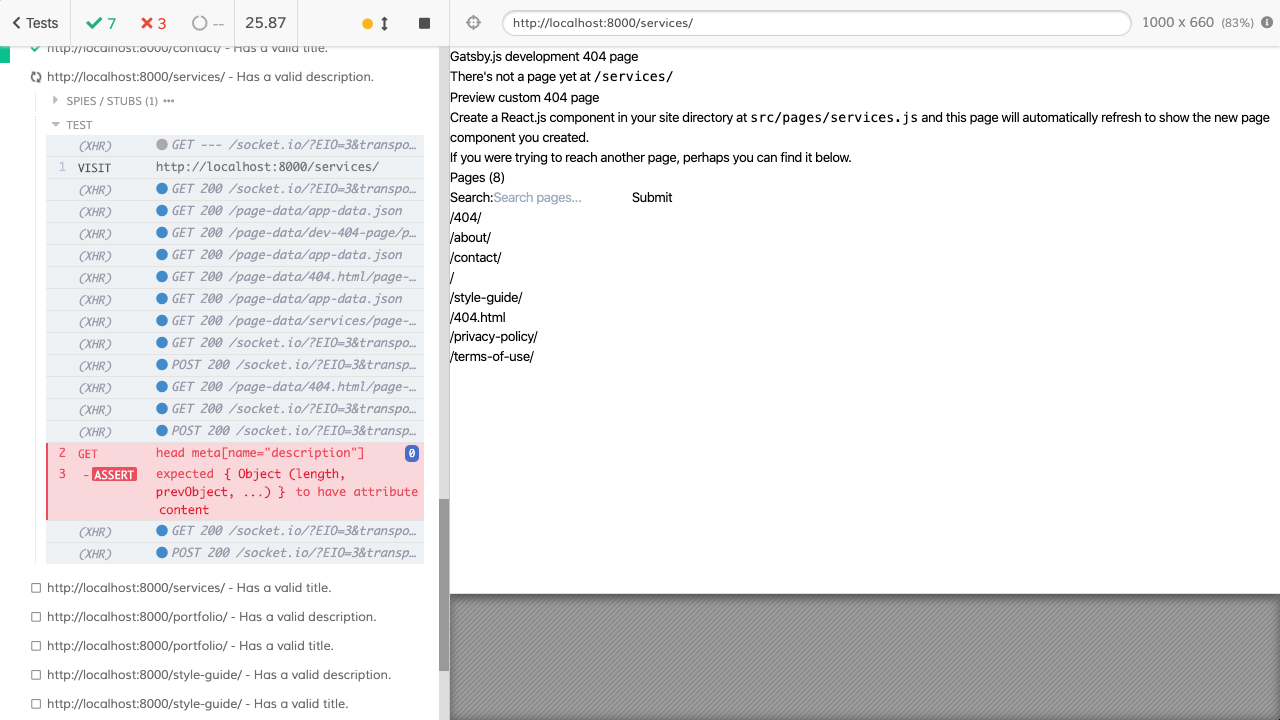 Tests 7 3 -- 25.87 http://localhost:8000/services/ 1000 x 660 (83%)
http://localhost:8000/contact/ - Has a valid title.
http://localhost:8000/services/ - Has a valid description.
SPIES / STUBS (1) •••
TEST
(XHR) GET --- /socket.io/?EIO=3&transpo...
1 VISIT http://localhost:8000/services/
(XHR) GET 200 /socket.io/?EIO=3&transpo...
(XHR) GET 200 /page-data/app-data.json
(XHR) GET 200 /page-data/dev-404-page/p...
(XHR) GET 200 /page-data/app-data.json
(XHR) GET 200 /page-data/404.html/page-...
(XHR) GET 200 /page-data/app-data.json
(XHR) GET 200 /page-data/services/page-...
(XHR) GET 200 /socket.io/?EIO=3&transpo...
(XHR) POST 200 /socket.io/?EIO=3&transp...
(XHR) GET 200 /page-data/404.html/page-...
(XHR) GET 200 /socket.io/?EIO=3&transpo...
(XHR) POST 200 /socket.io/?EIO=3&transp...
2 GET head meta[name="description"] 0
3 - ASSERT expected { Object (length,
prevObject, ...) } to have attribute
content
(XHR) GET 200 /socket.io/?EIO=3&transpo...
(XHR) POST 200 /socket.io/?EIO=3&transp...
http://localhost:8000/services/ - Has a valid title.
http://localhost:8000/portfolio/ - Has a valid description.
http://localhost:8000/portfolio/ - Has a valid title.
http://localhost:8000/style-guide/ - Has a valid description.
http://localhost:8000/style-guide/ - Has a valid title.
Gatsby.js development 404 page
There's not a page yet at /services/
Preview custom 404 page
Create a React.js component in your site directory at src/pages/services.js and this page will automatically refresh to show the new page
component you created.
If you were trying to reach another page, perhaps you can find it below.
Pages (8)
Search: Search pages... Submit
/404/
/about/
/contact/
/
/style-guide/
/404.html
/privacy-policy/
/terms-of-use/